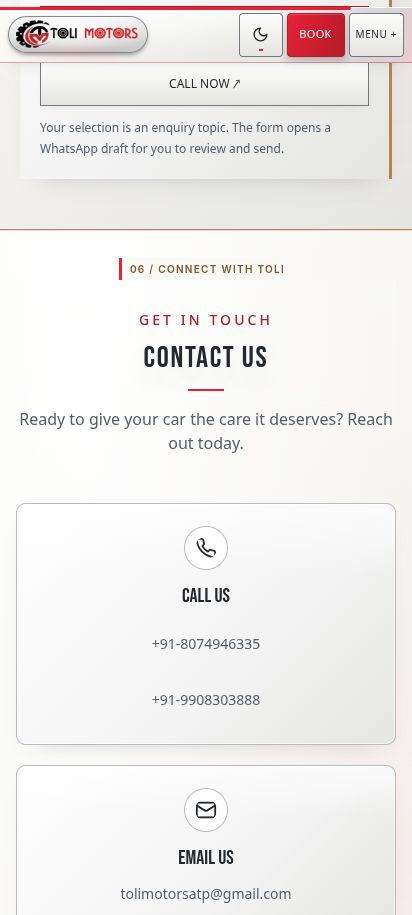 TOLI MOTORS
BOOK
MENU +
CALL NOW ↗
Your selection is an enquiry topic. The form opens a
WhatsApp draft for you to review and send.
06 / CONNECT WITH TOLI
GET IN TOUCH
CONTACT US
Ready to give your car the care it deserves? Reach
out today.
CALL US
+91-8074946335
+91-9908303888
EMAIL US
tolimotorsatp@gmail.com